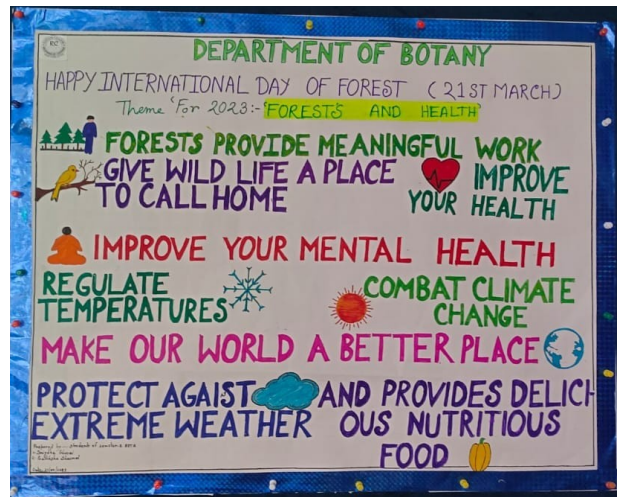 DEPARTMENT OF BOTANY
HAPPY INTERNATIONAL DAY OF FOREST (21ST MARCH)
Theme 'For 2023:- 'FORESTS AND HEALTH'
FORESTS PROVIDE MEANINGFUL WORK
GIVE WILD LIFE A PLACE
TO CALL HOME
IMPROVE
YOUR HEALTH
IMPROVE YOUR MENTAL HEALTH
REGULATE
TEMPERATURES
COMBAT CLIMATE
CHANGE
MAKE OUR WORLD A BETTER PLACE
PROTECT AGAIST
EXTREME WEATHER
AND PROVIDES DELICI-
OUS NUTRITIOUS
FOOD